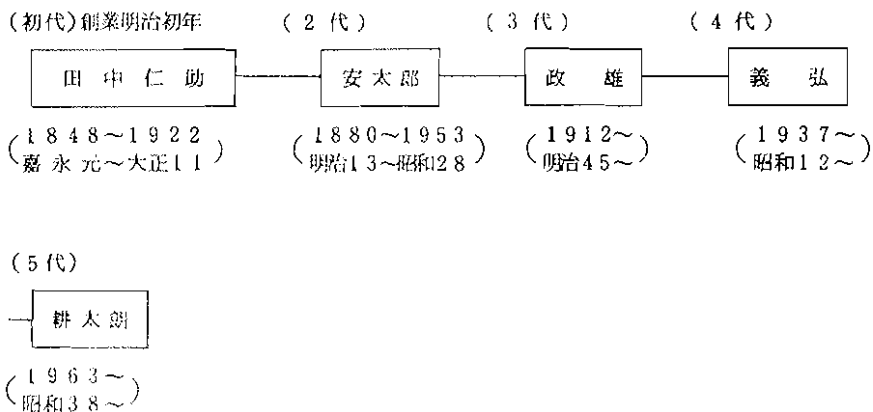 (初代)創業明治初年 (2代) (3代) (4代)
田中仁助 安太郎 政雄 義弘
(1848～1922 (1880～1953 (1912～ (1937～
嘉永元～大正11) 明治13～昭和28) 明治45～) 昭和12～)
(5代)
耕太朗
(1963～
昭和38～)